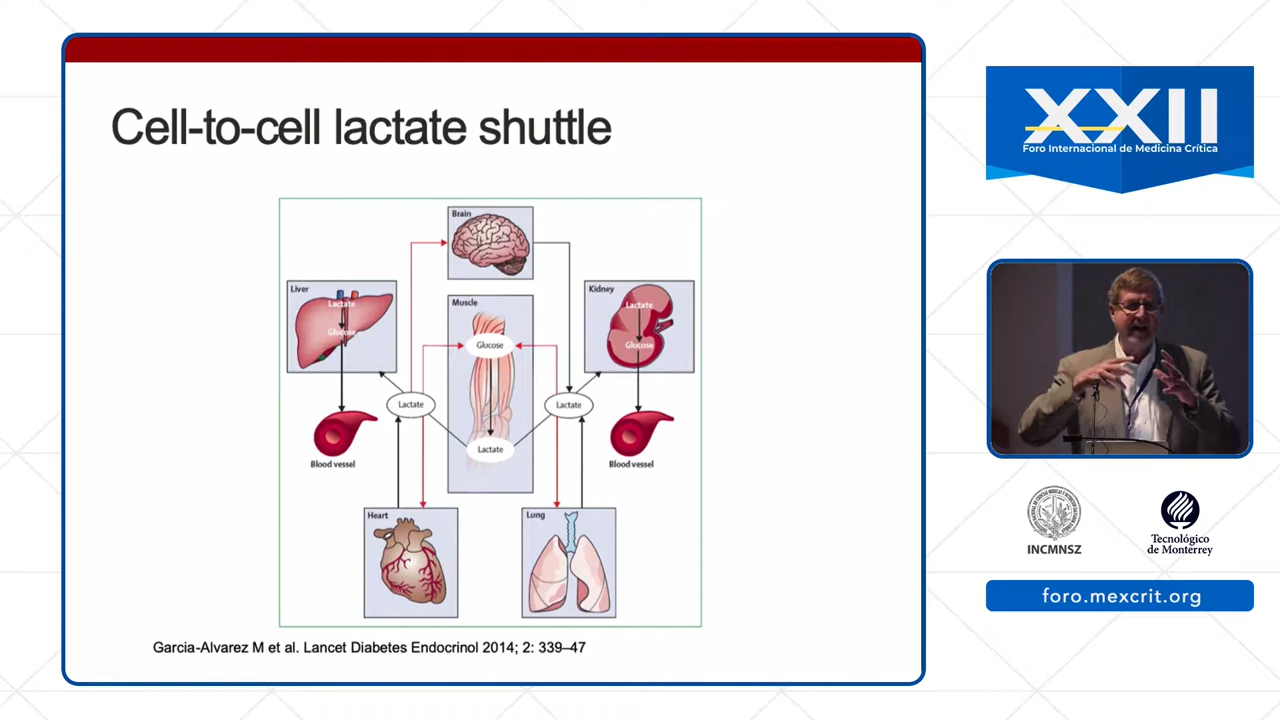 Cell-to-cell lactate shuttle
Brain
Liver
Lactate
Glucose
Muscle
Glucose
Kidney
Lactate
Glucose
Lactate
Lactate
Lactate
Blood vessel
Blood vessel
Heart
Lung
Garcia-Alvarez M et al. Lancet Diabetes Endocrinol 2014; 2: 339–47
XXII
Foro Internacional de Medicina Crítica
INCMNSZ
Tecnológico
de Monterrey
foro.mexcrit.org